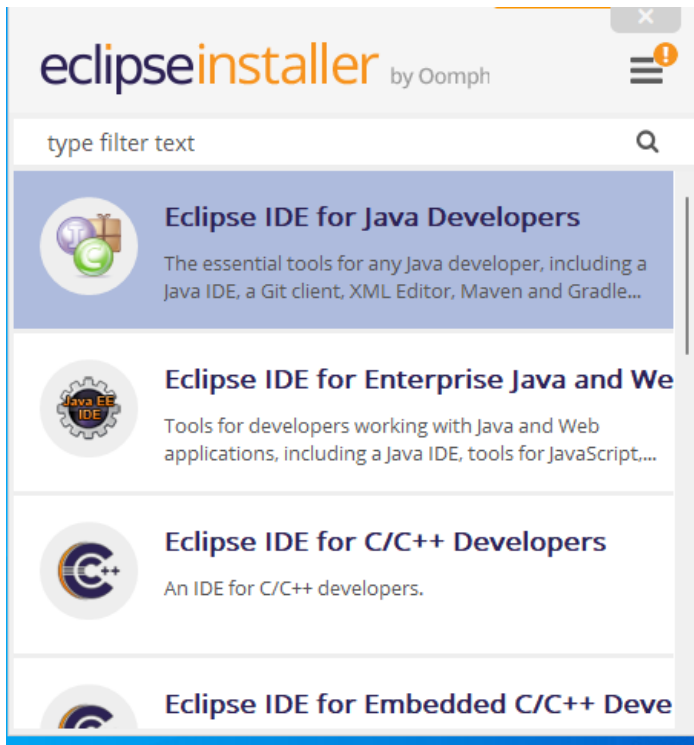 eclipseinstaller by Oomph
type filter text
Eclipse IDE for Java Developers
The essential tools for any Java developer, including a
Java IDE, a Git client, XML Editor, Maven and Gradle...
Java EE
IDE
Eclipse IDE for Enterprise Java and We
Tools for developers working with Java and Web
applications, including a Java IDE, tools for JavaScript,...
C++
Eclipse IDE for C/C++ Developers
An IDE for C/C++ developers.
Eclipse IDE for Embedded C/C++ Deve